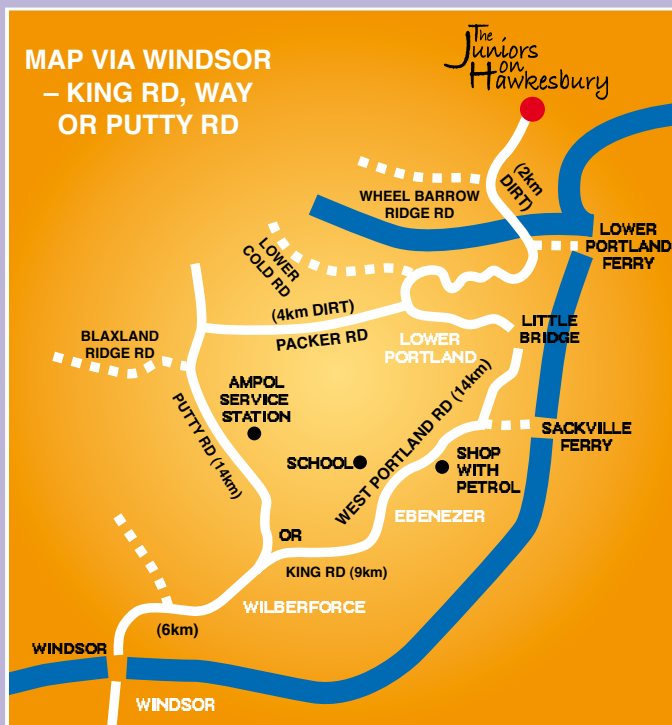 The
Juniors
on
Hawkesbury
MAP VIA WINDSOR
– KING RD, WAY
OR PUTTY RD
(2km
DIRT)
WHEEL BARROW
RIDGE RD
LOWER
PORTLAND
FERRY
LOWER
COLD RD
(4km DIRT)
PACKER RD
LOWER
PORTLAND
LITTLE
BRIDGE
BLAXLAND
RIDGE RD
AMPOL
SERVICE
STATION
PUTTY RD (14km)
WEST PORTLAND RD (14km)
SACKVILLE
FERRY
SCHOOL
SHOP
WITH
PETROL
EBENEZER
OR
KING RD (9km)
WILBERFORCE
(6km)
WINDSOR
WINDSOR